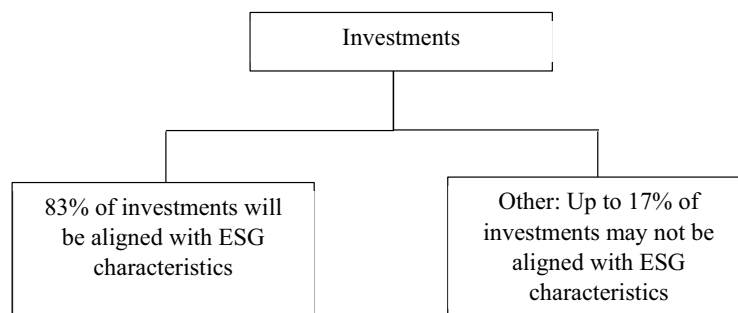 Investments
83% of investments will
be aligned with ESG
characteristics
Other: Up to 17% of
investments may not be
aligned with ESG
characteristics